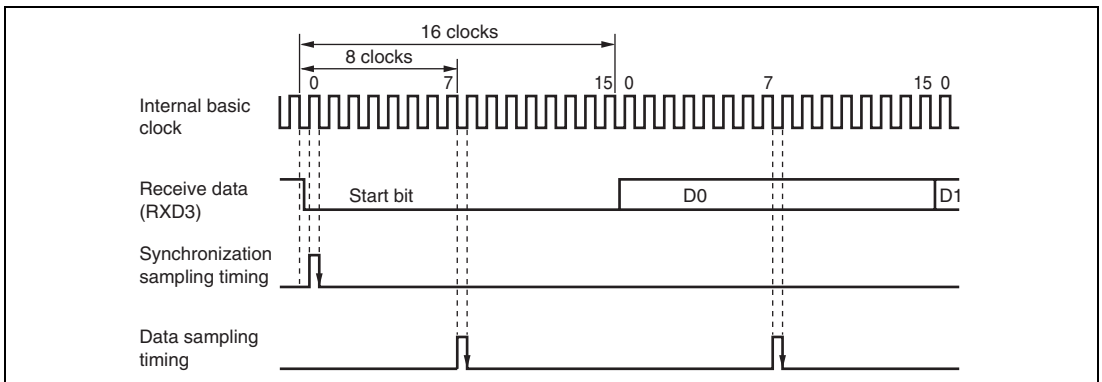 16 clocks
8 clocks
0 7 15 0 7 15 0
Internal basic
clock
Receive data
(RXD3)
Start bit D0 D1
Synchronization
sampling timing
Data sampling
timing